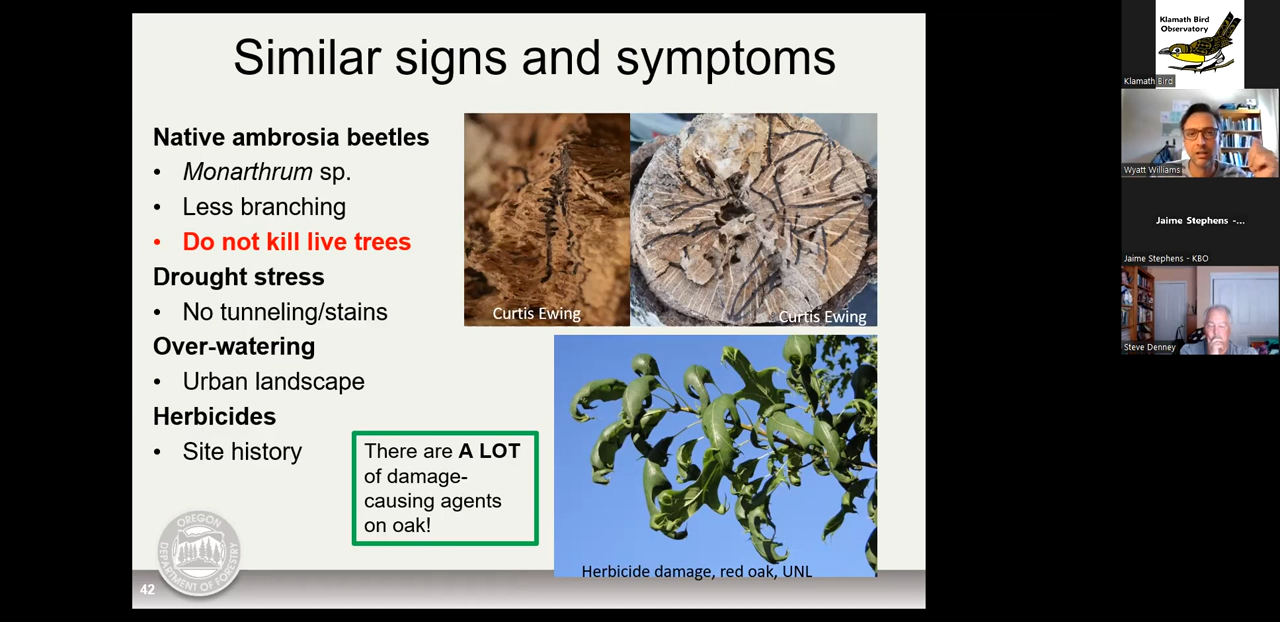 Similar signs and symptoms
Native ambrosia beetles
• Monarthrum sp.
• Less branching
• Do not kill live trees
Drought stress
• No tunneling/stains
Over-watering
• Urban landscape
Herbicides
• Site history
There are A LOT
of damage-
causing agents
on oak!
Curtis Ewing
Curtis Ewing
Herbicide damage, red oak, UNL
OREGON
DEPARTMENT OF FORESTRY
42
Klamath Bird
Observatory
Klamath Bird
Wyatt Williams
Jaime Stephens -...
Jaime Stephens - KBO
Steve Denney